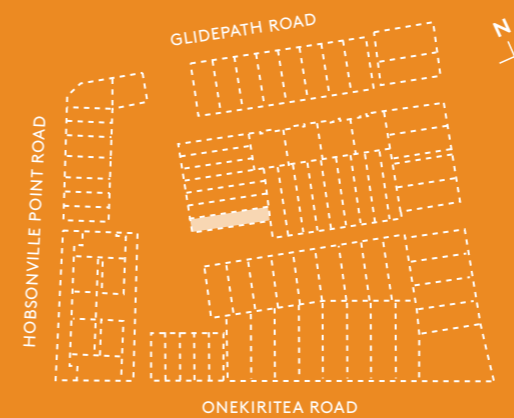 GLIDEPATH ROAD
N
HOBSONVILLE POINT ROAD
ONEKIRITEA ROAD